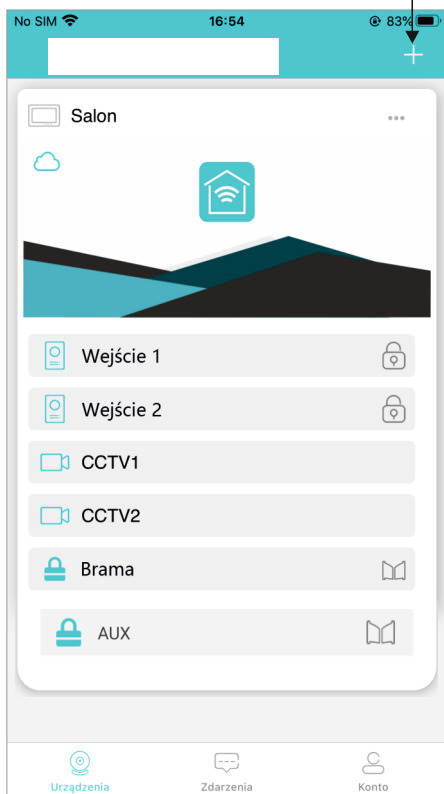 No SIM 16:54 83%
Salon
Wejście 1
Wejście 2
CCTV1
CCTV2
Brama
AUX
Urządzenia Zdarzenia Konto